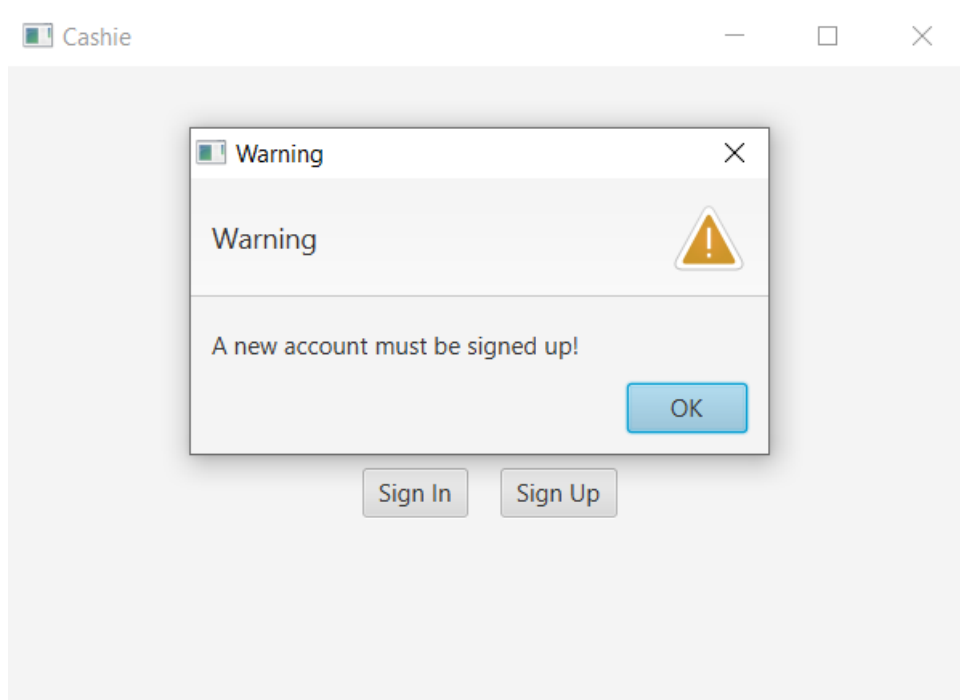 Cashie
Warning
Warning
A new account must be signed up!
OK
Sign In Sign Up